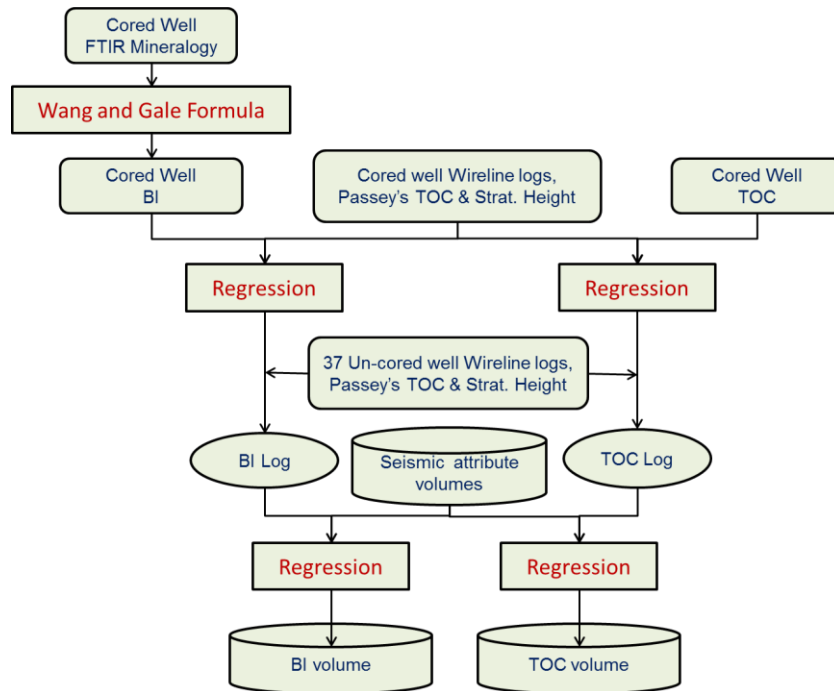 Cored Well
FTIR Mineralogy
Wang and Gale Formula
Cored Well
BI
Cored well Wireline logs,
Passey's TOC & Strat. Height
Cored Well
TOC
Regression
Regression
37 Un-cored well Wireline logs,
Passey's TOC & Strat. Height
BI Log
Seismic attribute
volumes
TOC Log
Regression
Regression
BI volume
TOC volume